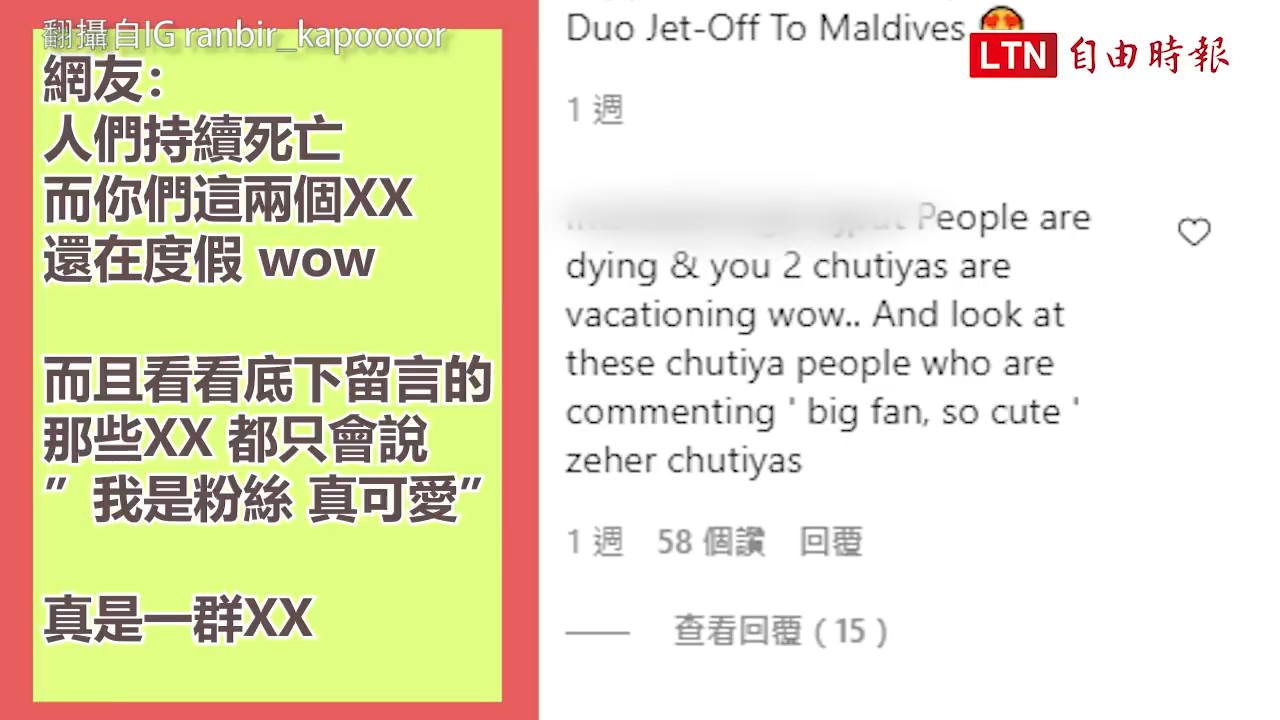 翻攝自IG ranbir_kapoooor
網友：
人們持續死亡
而你們這兩個XX
還在度假 wow
而且看看底下留言的
那些XX 都只會說
”我是粉絲 真可愛”
真是一群XX
Duo Jet-Off To Maldives
LTN 自由時報
1 週
People are
dying & you 2 chutiyas are
vacationing wow.. And look at
these chutiya people who are
commenting ' big fan, so cute '
zeher chutiyas
1 週 58 個讚 回覆
查看回覆 ( 15 )